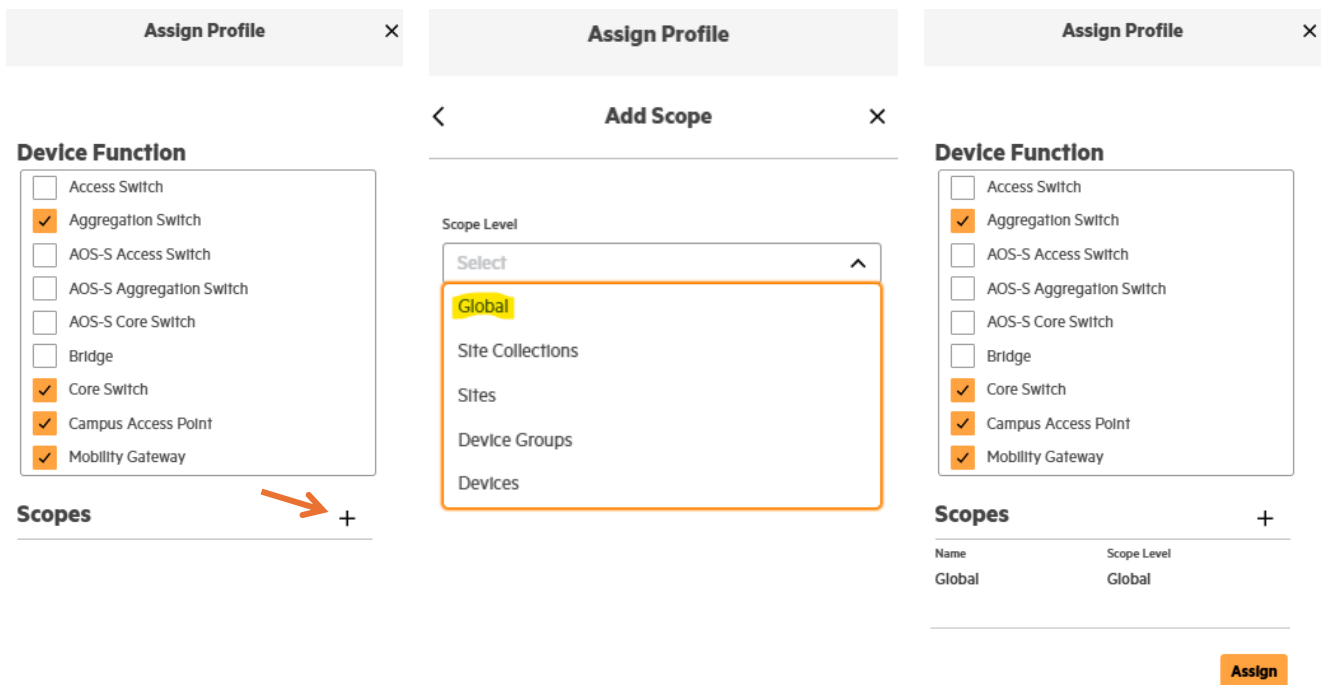 Assign Profile
Device Function
Access Switch
Aggregation Switch
AOS-S Access Switch
AOS-S Aggregation Switch
AOS-S Core Switch
Bridge
Core Switch
Campus Access Point
Mobility Gateway
Scopes
Assign Profile
Add Scope
Scope Level
Select
Global
Site Collections
Sites
Device Groups
Devices
Assign Profile
Device Function
Access Switch
Aggregation Switch
AOS-S Access Switch
AOS-S Aggregation Switch
AOS-S Core Switch
Bridge
Core Switch
Campus Access Point
Mobility Gateway
Scopes
Name Scope Level
Global Global
Assign